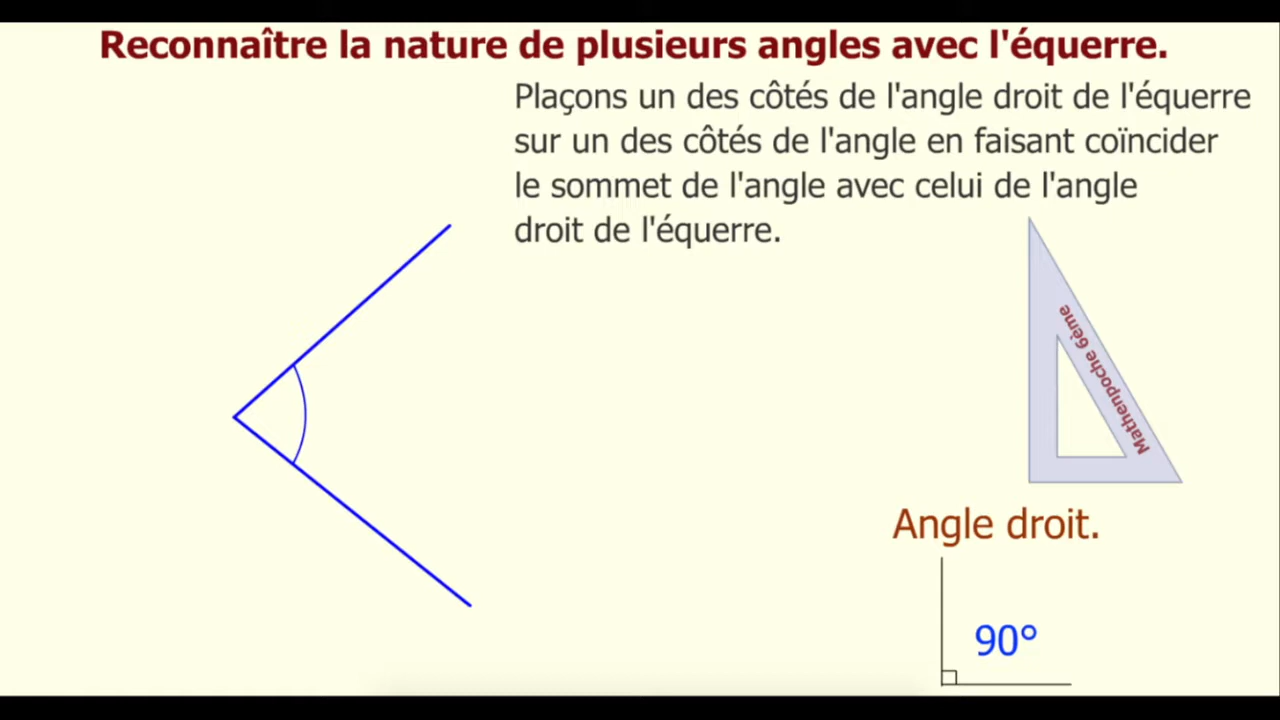 Reconnaître la nature de plusieurs angles avec l'équerre.
Plaçons un des côtés de l'angle droit de l'équerre
sur un des côtés de l'angle en faisant coïncider
le sommet de l'angle avec celui de l'angle
droit de l'équerre.
Mathenpoche 6ème
Angle droit.
90°